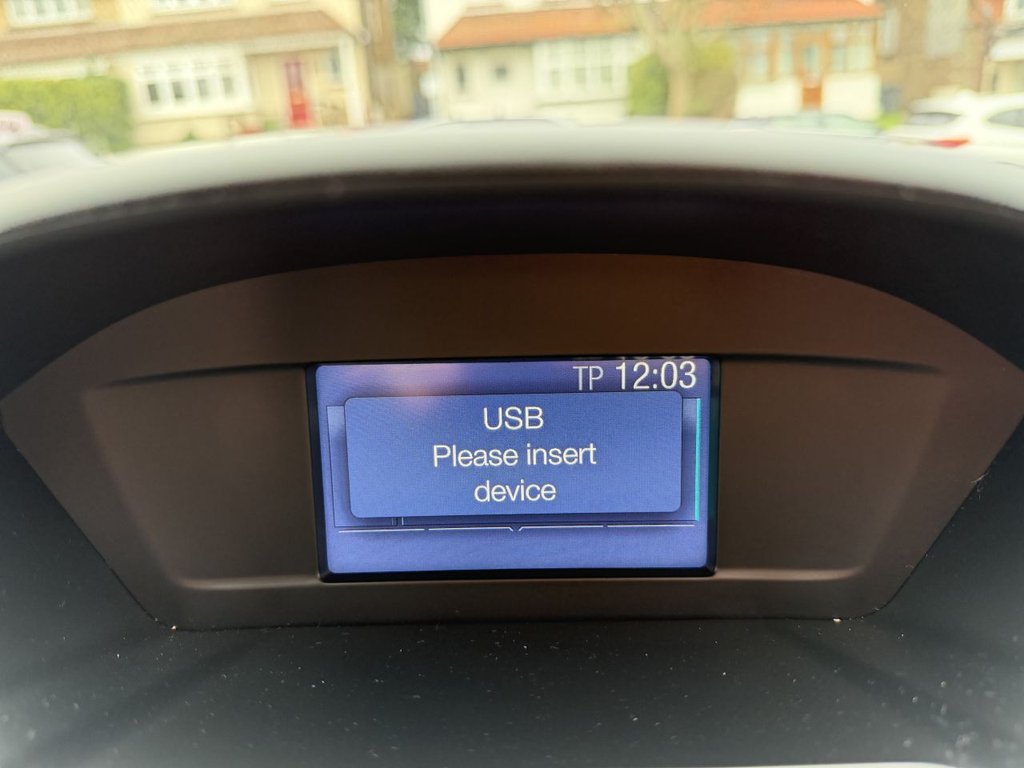 TP 12:03
USB
Please insert
device